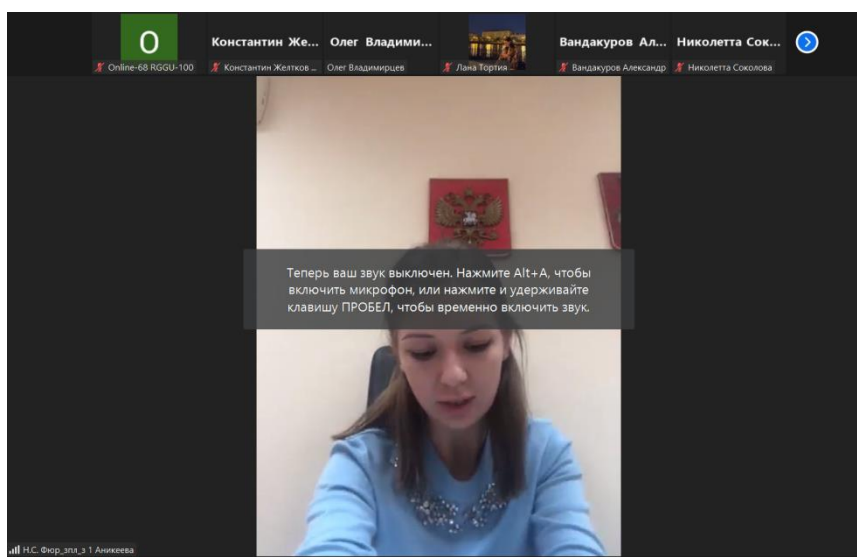 O
Константин Же...
Олег Владими...
Вандакуров Ал...
Николетта Сок...
Online-68 RGGU-100
Константин Желтков ...
Олег Владимирцев
Лана Тортия
Вандакуров Александр
Николетта Соколова
Теперь ваш звук выключен. Нажмите Alt+A, чтобы
включить микрофон, или нажмите и удерживайте
клавишу ПРОБЕЛ, чтобы временно включить звук.
Н.С. Фюр_зпл_з 1 Аникеева